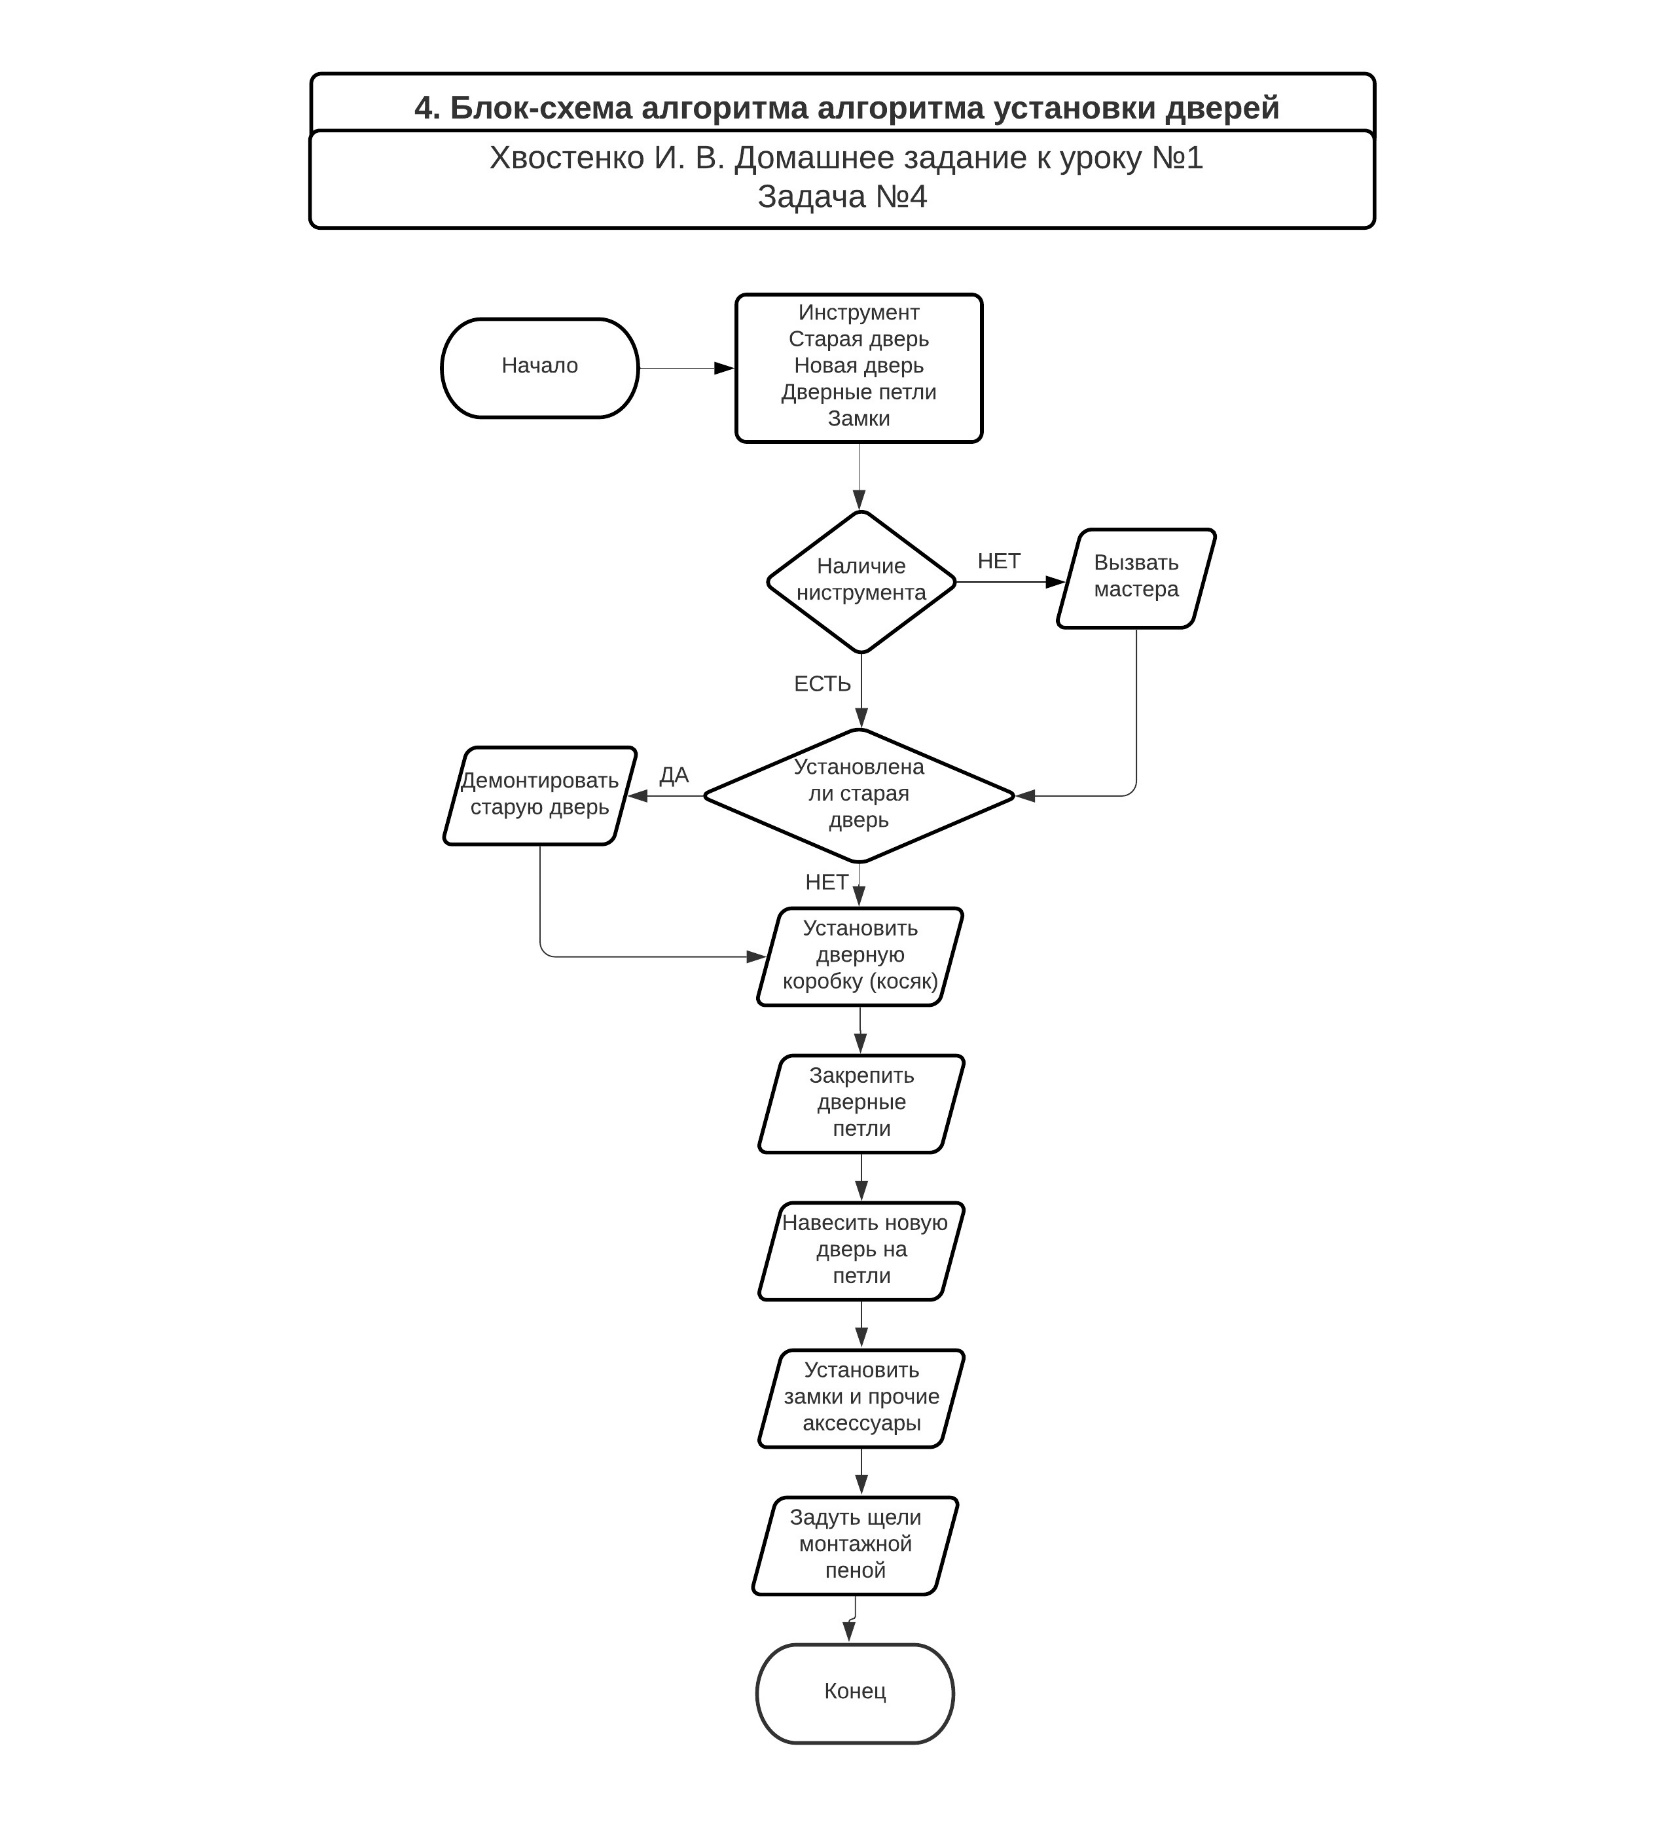 4. Блок-схема алгоритма алгоритма установки дверей
Хвостенко И. В. Домашнее задание к уроку №1
Задача №4
Начало
Инструмент
Старая дверь
Новая дверь
Дверные петли
Замки
Наличие
ниструмента
НЕТ
Вызвать
мастера
ЕСТЬ
Установлена
ли старая
дверь
ДА
Демонтировать
старую дверь
НЕТ
Установить
дверную
коробку (косяк)
Закрепить
дверные
петли
Навесить новую
дверь на
петли
Установить
замки и прочие
аксессуары
Задуть щели
монтажной
пеной
Конец